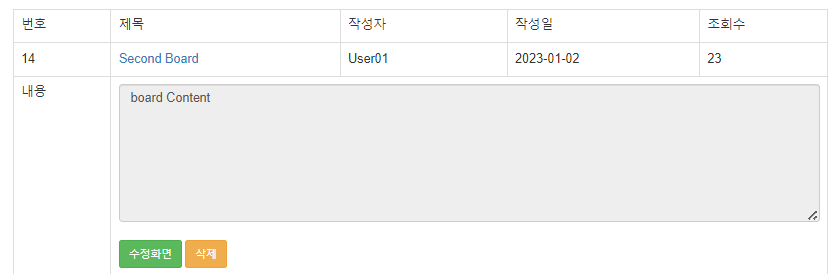 번호 제목 작성자 작성일 조회수
14 Second Board User01 2023-01-02 23
내용 board Content
수정화면 삭제